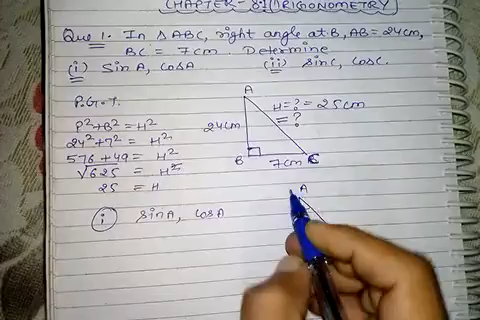 CHAPTER - 8.1 TRIGONOMETRY
Que 1. In Δ ABC, right angle at B, AB = 24cm,
BC = 7cm. Determine
(i) Sin A, Cos A (ii) Sin C, Cos C.
P.G.T.
P²+B² = H²
24²+7² = H²
576+49 = H²
√625 = H²
25 = H
A
H=? = 25cm
= ?
24cm
B
7cm
C
(i) Sin A, Cos A
A